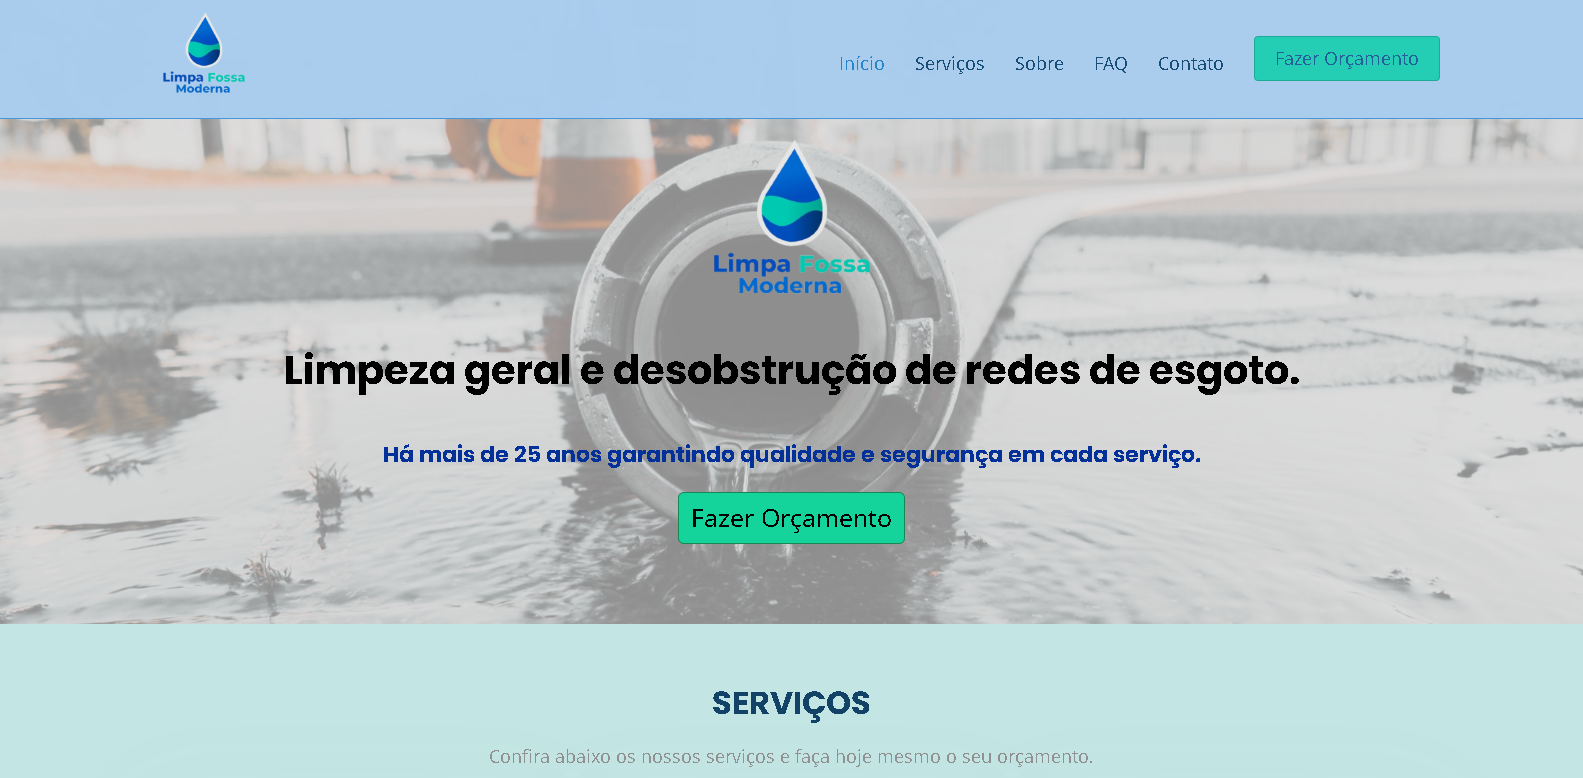 Limpa Fossa
Moderna
Início
Serviços
Sobre
FAQ
Contato
Fazer Orçamento
Limpa Fossa
Moderna
Limpeza geral e desobstrução de redes de esgoto.
Há mais de 25 anos garantindo qualidade e segurança em cada serviço.
Fazer Orçamento
SERVIÇOS
Confira abaixo os nossos serviços e faça hoje mesmo o seu orçamento.